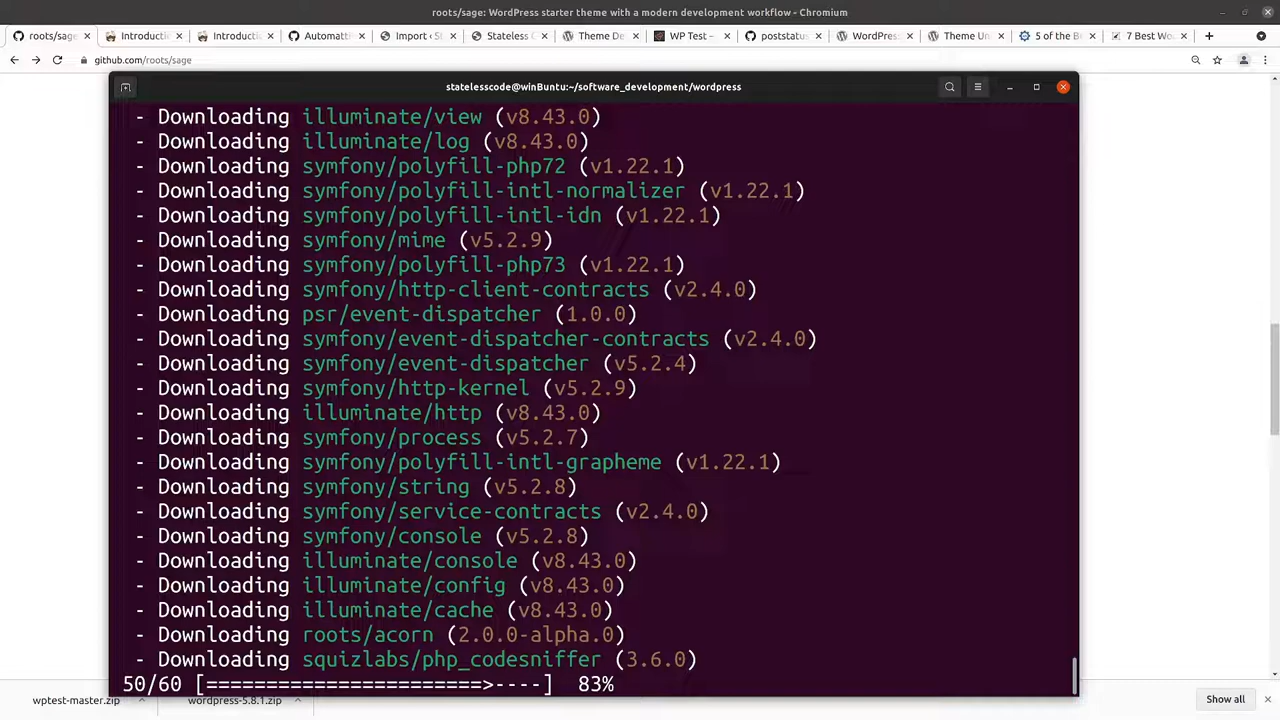 roots/sage: WordPress starter theme with a modern development workflow - Chromium
roots/sage: Introduction Introduction Automatti Import ‹ St Stateless C Theme De WP Test – poststatus WordPress Theme Un 5 of the B 7 Best Wo
github.com/roots/sage
statelesscode@winBuntu:~/software_development/wordpress
- Downloading illuminate/view (v8.43.0)
- Downloading illuminate/log (v8.43.0)
- Downloading symfony/polyfill-php72 (v1.22.1)
- Downloading symfony/polyfill-intl-normalizer (v1.22.1)
- Downloading symfony/polyfill-intl-idn (v1.22.1)
- Downloading symfony/mime (v5.2.9)
- Downloading symfony/polyfill-php73 (v1.22.1)
- Downloading symfony/http-client-contracts (v2.4.0)
- Downloading psr/event-dispatcher (1.0.0)
- Downloading symfony/event-dispatcher-contracts (v2.4.0)
- Downloading symfony/event-dispatcher (v5.2.4)
- Downloading symfony/http-kernel (v5.2.9)
- Downloading illuminate/http (v8.43.0)
- Downloading symfony/process (v5.2.7)
- Downloading symfony/polyfill-intl-grapheme (v1.22.1)
- Downloading symfony/string (v5.2.8)
- Downloading symfony/service-contracts (v2.4.0)
- Downloading symfony/console (v5.2.8)
- Downloading illuminate/console (v8.43.0)
- Downloading illuminate/config (v8.43.0)
- Downloading illuminate/cache (v8.43.0)
- Downloading roots/acorn (2.0.0-alpha.0)
- Downloading squizlabs/php_codesniffer (3.6.0)
50/60 [=======================>----] 83%
wptest-master.zip wordpress-5.8.1.zip Show all